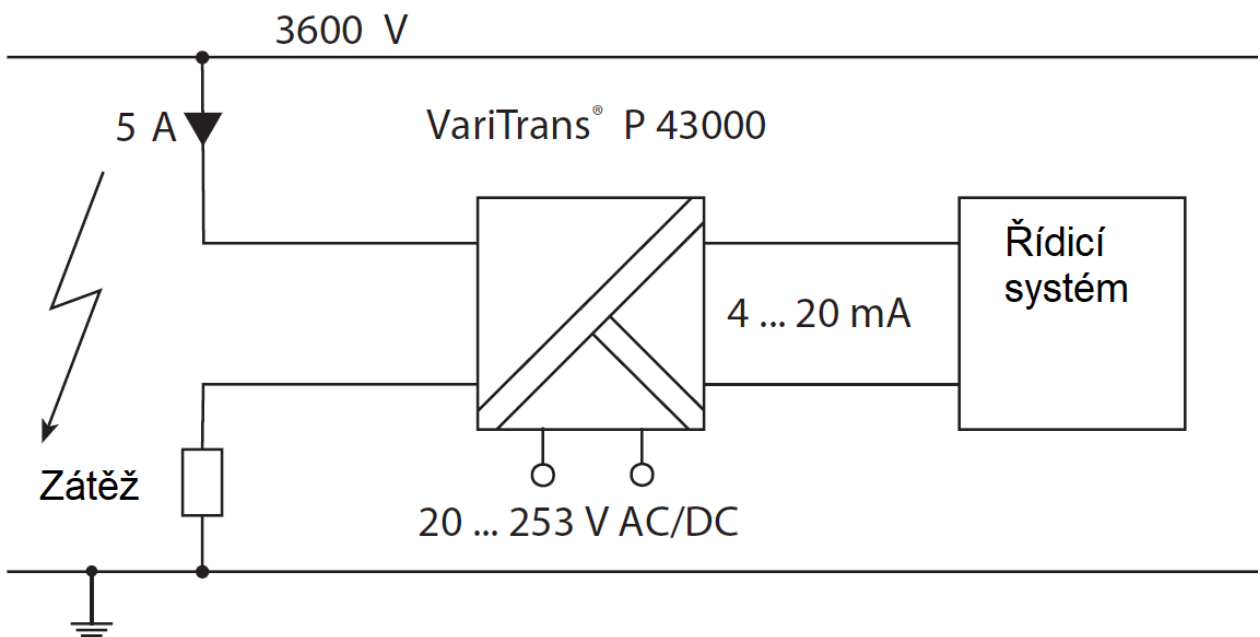 3600 V
5 A
VariTrans® P 43000
Řídicí
systém
4 ... 20 mA
Zátěž
20 ... 253 V AC/DC